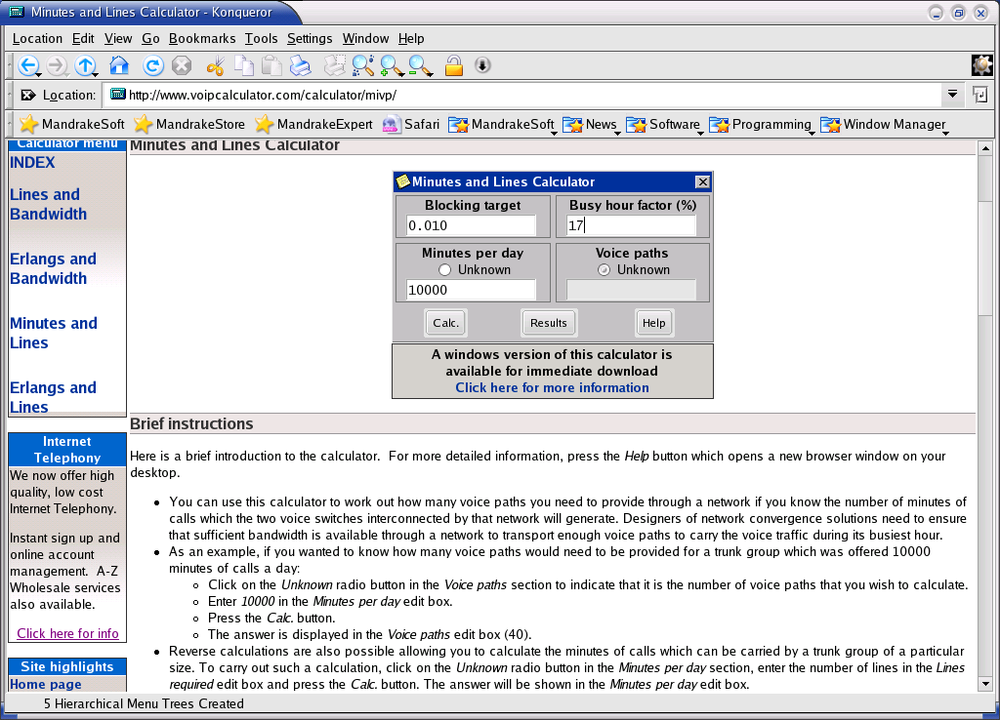 Minutes and Lines Calculator - Konqueror
Location Edit View Go Bookmarks Tools Settings Window Help
Location: http://www.voipcalculator.com/calculator/mivp/
MandrakeSoft MandrakeStore MandrakeExpert Safari MandrakeSoft News Software Programming Window Manager
Calculator menu
INDEX
Lines and
Bandwidth
Erlangs and
Bandwidth
Minutes and
Lines
Erlangs and
Lines
Internet
Telephony
We now offer high
quality, low cost
Internet Telephony.
Instant sign up and
online account
management. A-Z
Wholesale services
also available.
Click here for info
Site highlights
Home page
Minutes and Lines Calculator
Minutes and Lines Calculator
Blocking target
0.010
Busy hour factor (%)
17
Minutes per day
Unknown
10000
Voice paths
Unknown
Calc. Results Help
A windows version of this calculator is
available for immediate download
Click here for more information
Brief instructions
Here is a brief introduction to the calculator. For more detailed information, press the Help button which opens a new browser window on your
desktop.
• You can use this calculator to work out how many voice paths you need to provide through a network if you know the number of minutes of
calls which the two voice switches interconnected by that network will generate. Designers of network convergence solutions need to ensure
that sufficient bandwidth is available through a network to transport enough voice paths to carry the voice traffic during its busiest hour.
• As an example, if you wanted to know how many voice paths would need to be provided for a trunk group which was offered 10000
minutes of calls a day:
◦ Click on the Unknown radio button in the Voice paths section to indicate that it is the number of voice paths that you wish to calculate.
◦ Enter 10000 in the Minutes per day edit box.
◦ Press the Calc. button.
◦ The answer is displayed in the Voice paths edit box (40).
• Reverse calculations are also possible allowing you to calculate the minutes of calls which can be carried by a trunk group of a particular
size. To carry out such a calculation, click on the Unknown radio button in the Minutes per day section, enter the number of lines in the Lines
required edit box and press the Calc. button. The answer will be shown in the Minutes per day edit box.
5 Hierarchical Menu Trees Created